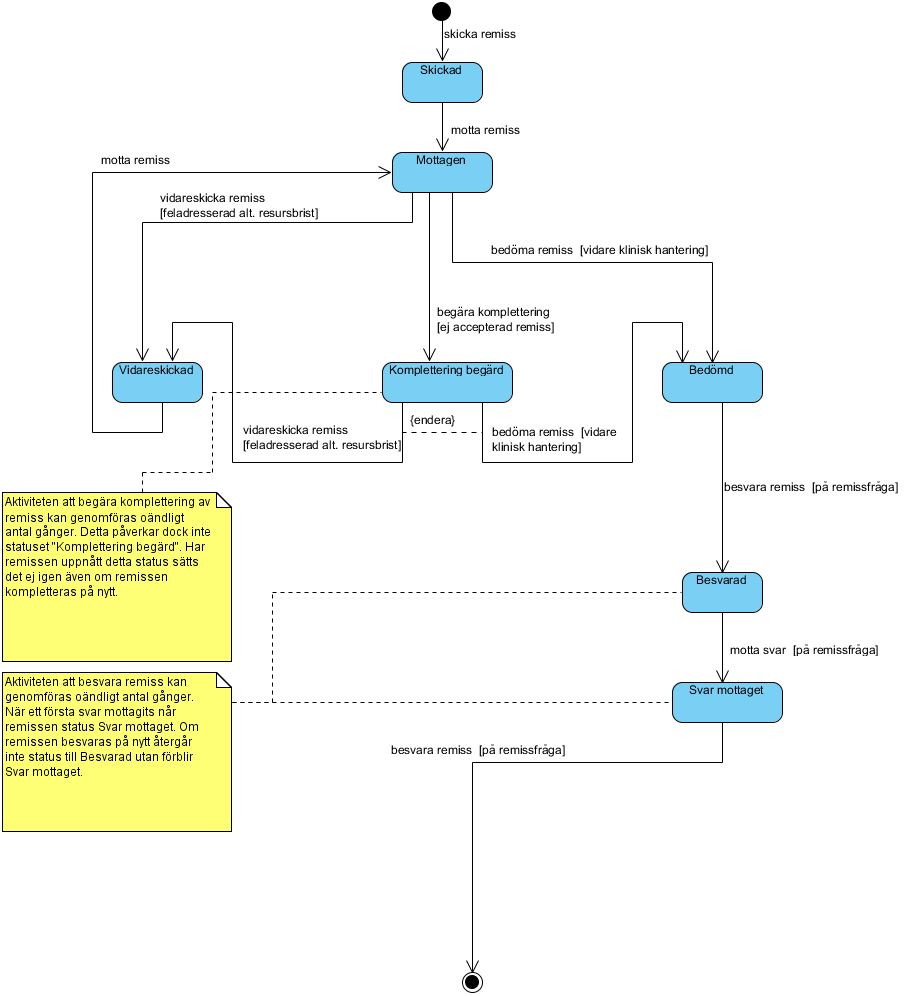 skicka remiss
Skickad
motta remiss
motta remiss
Mottagen
vidareskicka remiss
[feladresserad alt. resursbrist]
bedöma remiss [vidare klinisk hantering]
begära komplettering
[ej accepterad remiss]
Vidareskickad
Komplettering begärd
Bedömd
{endera}
vidareskicka remiss
[feladresserad alt. resursbrist]
bedöma remiss [vidare
klinisk hantering]
besvara remiss [på remissfråga]
Aktiviteten att begära komplettering av
remiss kan genomföras oändligt
antal gånger. Detta påverkar dock inte
statuset "Komplettering begärd". Har
remissen uppnått detta status sätts
det ej igen även om remissen
kompletteras på nytt.
Besvarad
motta svar [på remissfråga]
Aktiviteten att besvara remiss kan
genomföras oändligt antal gånger.
När ett första svar mottagits når
remissen status Svar mottaget. Om
remissen besvaras på nytt återgår
inte status till Besvarad utan förblir
Svar mottaget.
Svar mottaget
besvara remiss [på remissfråga]